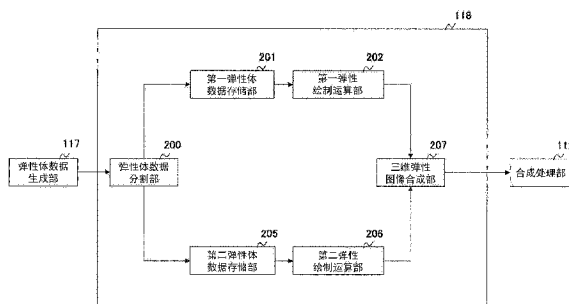 118
201
202
第一弹性体
数据存储部
第一弹性
绘制运算部
117
200
207
弹性体数据
生成部
弹性体数据
分割部
三维弹性
图像合成部
合成处理部
205
206
第二弹性体
数据存储部
第二弹性
绘制运算部